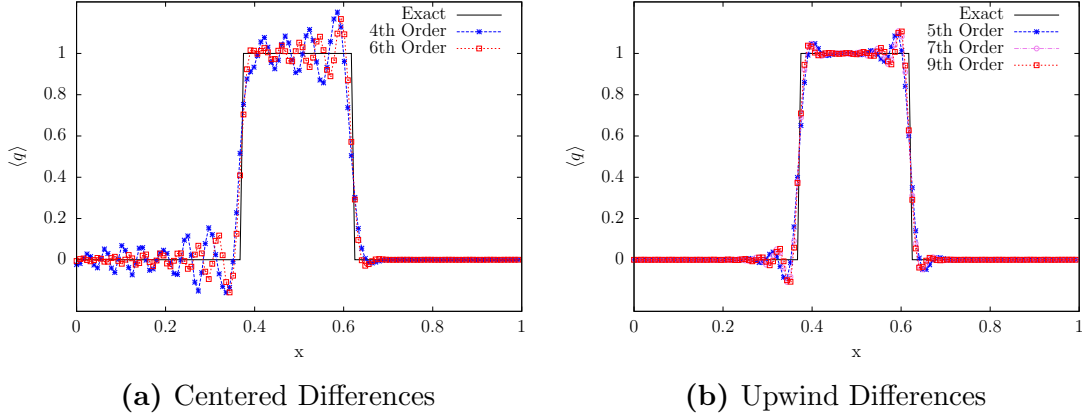 Exact
4th Order
6th Order
1
0.8
0.6
0.4
0.2
0
⟨q⟩
0 0.2 0.4 0.6 0.8 1
x
(a) Centered Differences
Exact
5th Order
7th Order
9th Order
1
0.8
0.6
0.4
0.2
0
⟨q⟩
0 0.2 0.4 0.6 0.8 1
x
(b) Upwind Differences